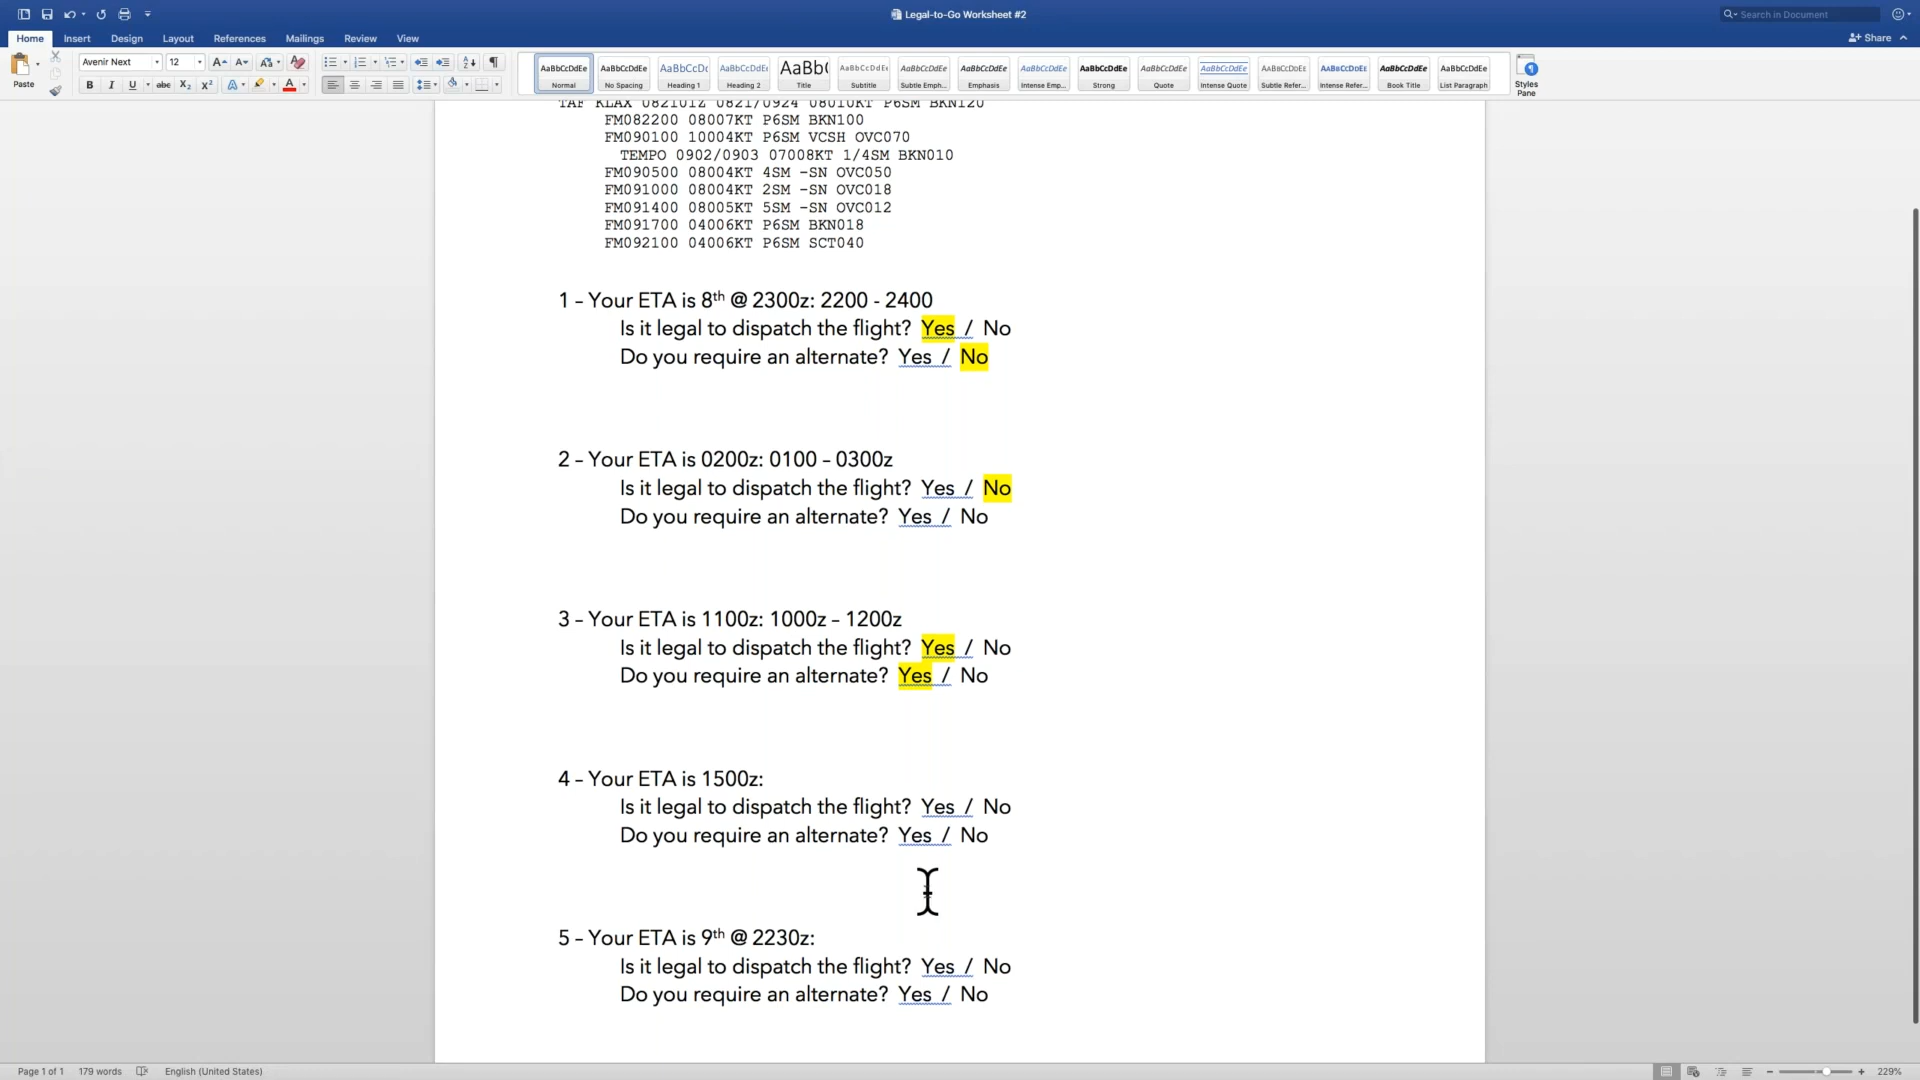 Legal-to-Go Worksheet #2
Search in Document
Home Insert Design Layout References Mailings Review View
Share
Paste
Avenir Next 12
AaBbCcDdEe AaBbCcDdEe AaBbCcDc AaBbCcDdEe AaBb( AaBbCcDdEe AaBbCcDdEe AaBbCcDdEe AaBbCcDdEe AaBbCcDdEe AaBbCcDdEe AaBbCcDdEe AaBbCcDdEe AaBbCcDdEe AaBbCcDdEe AaBbCcDdEe
Normal No Spacing Heading 1 Heading 2 Title Subtitle Subtle Emph... Emphasis Intense Emp... Strong Quote Intense Quote Subtle Refer... Intense Refer... Book Title List Paragraph
Styles
Pane
TAF KLAX 082101Z 0821/0924 08010KT P6SM BKN120
FM082200 08007KT P6SM BKN100
FM090100 10004KT P6SM VCSH OVC070
TEMPO 0902/0903 07008KT 1/4SM BKN010
FM090500 08004KT 4SM -SN OVC050
FM091000 08004KT 2SM -SN OVC018
FM091400 08005KT 5SM -SN OVC012
FM091700 04006KT P6SM BKN018
FM092100 04006KT P6SM SCT040
1 – Your ETA is 8th @ 2300z: 2200 - 2400
Is it legal to dispatch the flight? Yes / No
Do you require an alternate? Yes / No
2 – Your ETA is 0200z: 0100 – 0300z
Is it legal to dispatch the flight? Yes / No
Do you require an alternate? Yes / No
3 – Your ETA is 1100z: 1000z – 1200z
Is it legal to dispatch the flight? Yes / No
Do you require an alternate? Yes / No
4 – Your ETA is 1500z:
Is it legal to dispatch the flight? Yes / No
Do you require an alternate? Yes / No
5 – Your ETA is 9th @ 2230z:
Is it legal to dispatch the flight? Yes / No
Do you require an alternate? Yes / No
Page 1 of 1 179 words English (United States) 229%